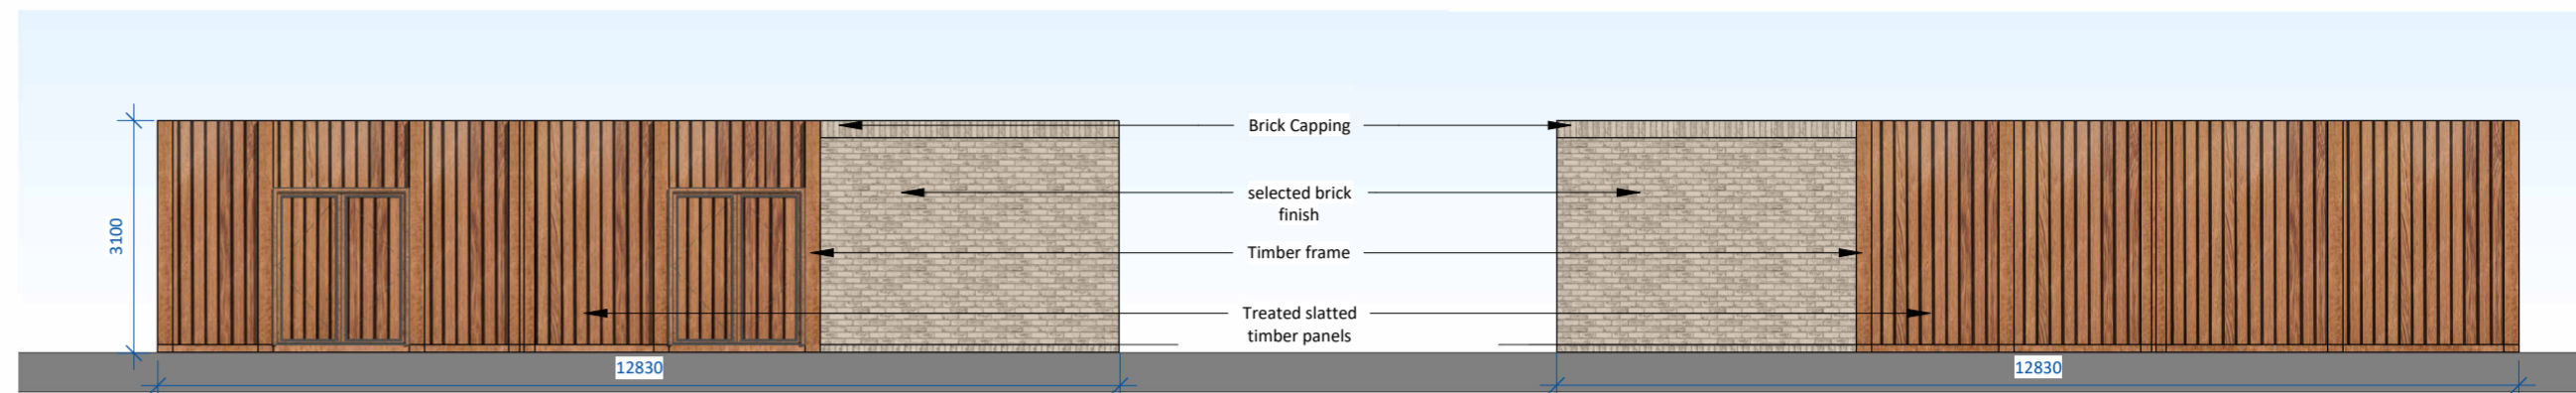 Brick Capping
selected brick
finish
3100
Timber frame
Treated slatted
timber panels
12830
12830